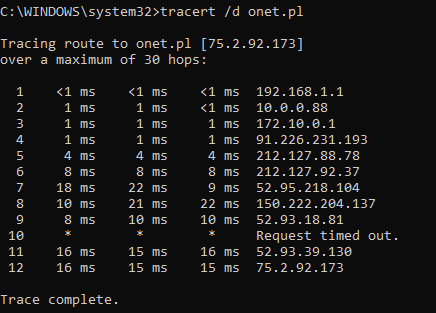 C:\WINDOWS\system32>tracert /d onet.pl
Tracing route to onet.pl [75.2.92.173]
over a maximum of 30 hops:
1 <1 ms <1 ms <1 ms 192.168.1.1
2 1 ms 1 ms <1 ms 10.0.0.88
3 1 ms 1 ms 1 ms 172.10.0.1
4 1 ms 1 ms 1 ms 91.226.231.193
5 4 ms 4 ms 4 ms 212.127.88.78
6 8 ms 8 ms 8 ms 212.127.92.37
7 18 ms 22 ms 9 ms 52.95.218.104
8 10 ms 21 ms 22 ms 150.222.204.137
9 8 ms 10 ms 10 ms 52.93.18.81
10 * * * Request timed out.
11 16 ms 15 ms 16 ms 52.93.39.130
12 16 ms 15 ms 15 ms 75.2.92.173
Trace complete.